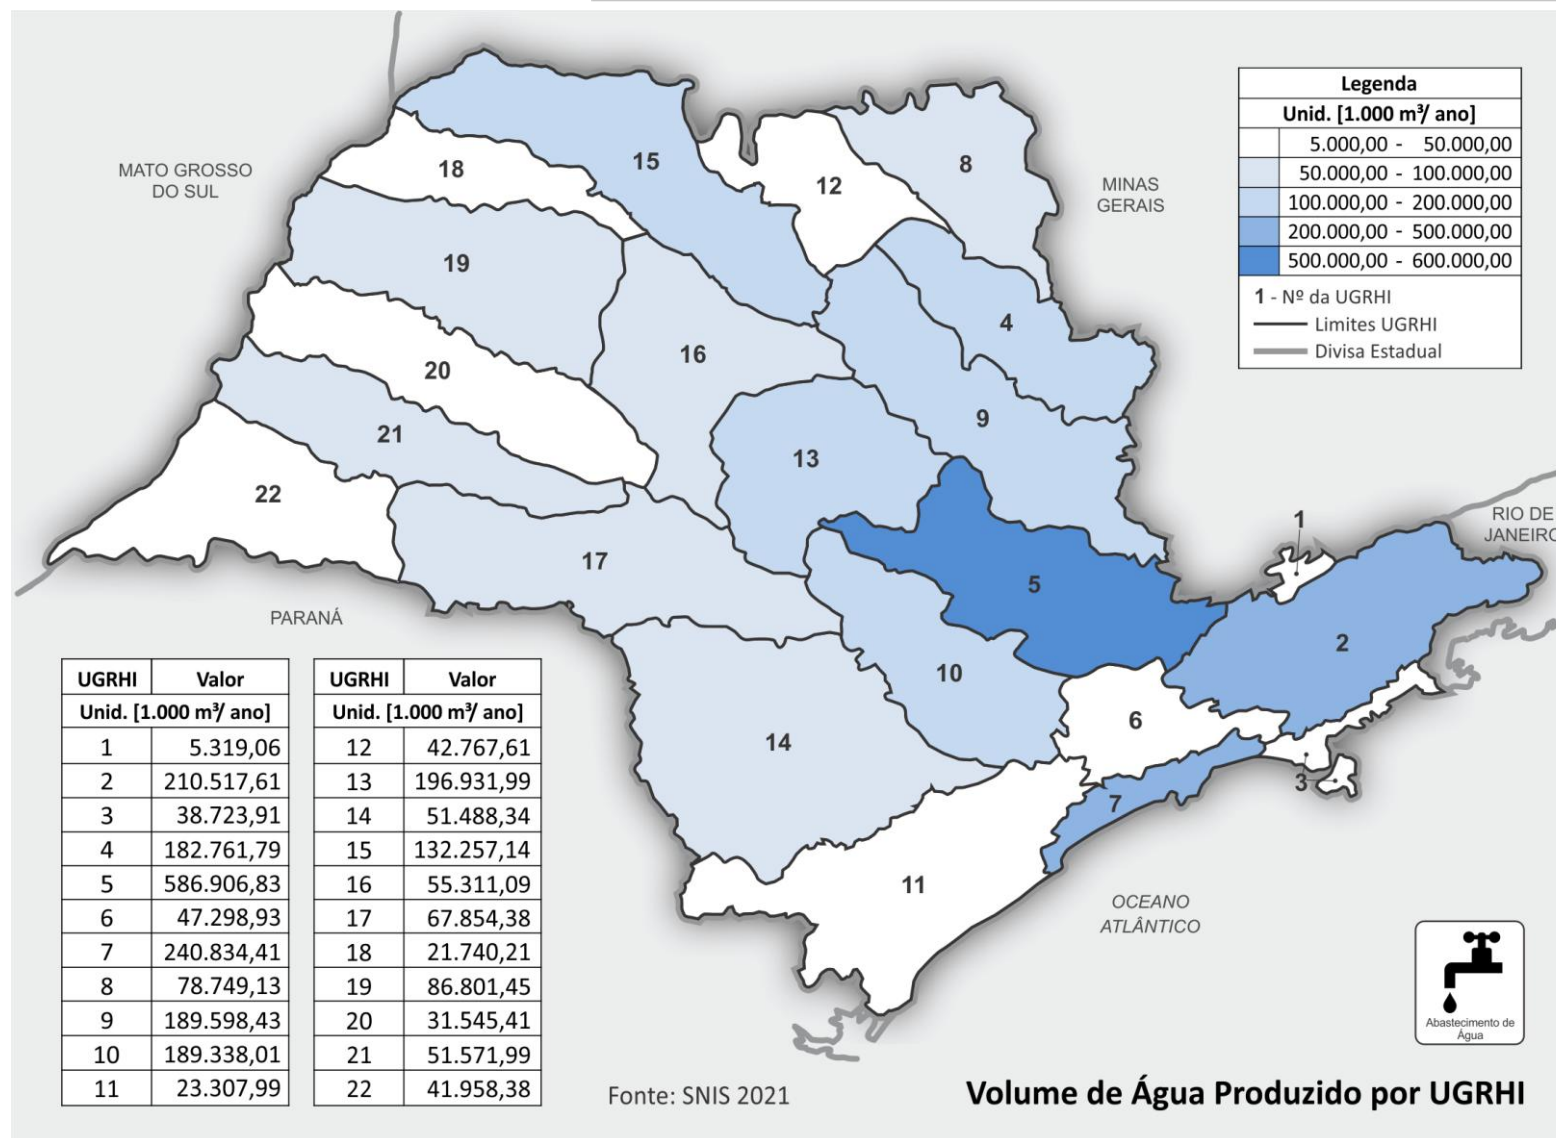 Legenda
Unid. [1.000 m³/ ano]
5.000,00 - 50.000,00
50.000,00 - 100.000,00
100.000,00 - 200.000,00
200.000,00 - 500.000,00
500.000,00 - 600.000,00
1 - Nº da UGRHI
Limites UGRHI
Divisa Estadual
MATO GROSSO
DO SUL
MINAS
GERAIS
RIO DE
JANEIRO
PARANÁ
OCEANO
ATLÂNTICO
15
8
18
12
19
4
16
20
9
21
13
22
1
17
5
2
10
6
14
3
7
11
UGRHI Valor
Unid. [1.000 m³/ ano]
1 5.319,06
2 210.517,61
3 38.723,91
4 182.761,79
5 586.906,83
6 47.298,93
7 240.834,41
8 78.749,13
9 189.598,43
10 189.338,01
11 23.307,99
UGRHI Valor
Unid. [1.000 m³/ ano]
12 42.767,61
13 196.931,99
14 51.488,34
15 132.257,14
16 55.311,09
17 67.854,38
18 21.740,21
19 86.801,45
20 31.545,41
21 51.571,99
22 41.958,38
Abastecimento de
Água
Fonte: SNIS 2021
Volume de Água Produzido por UGRHI